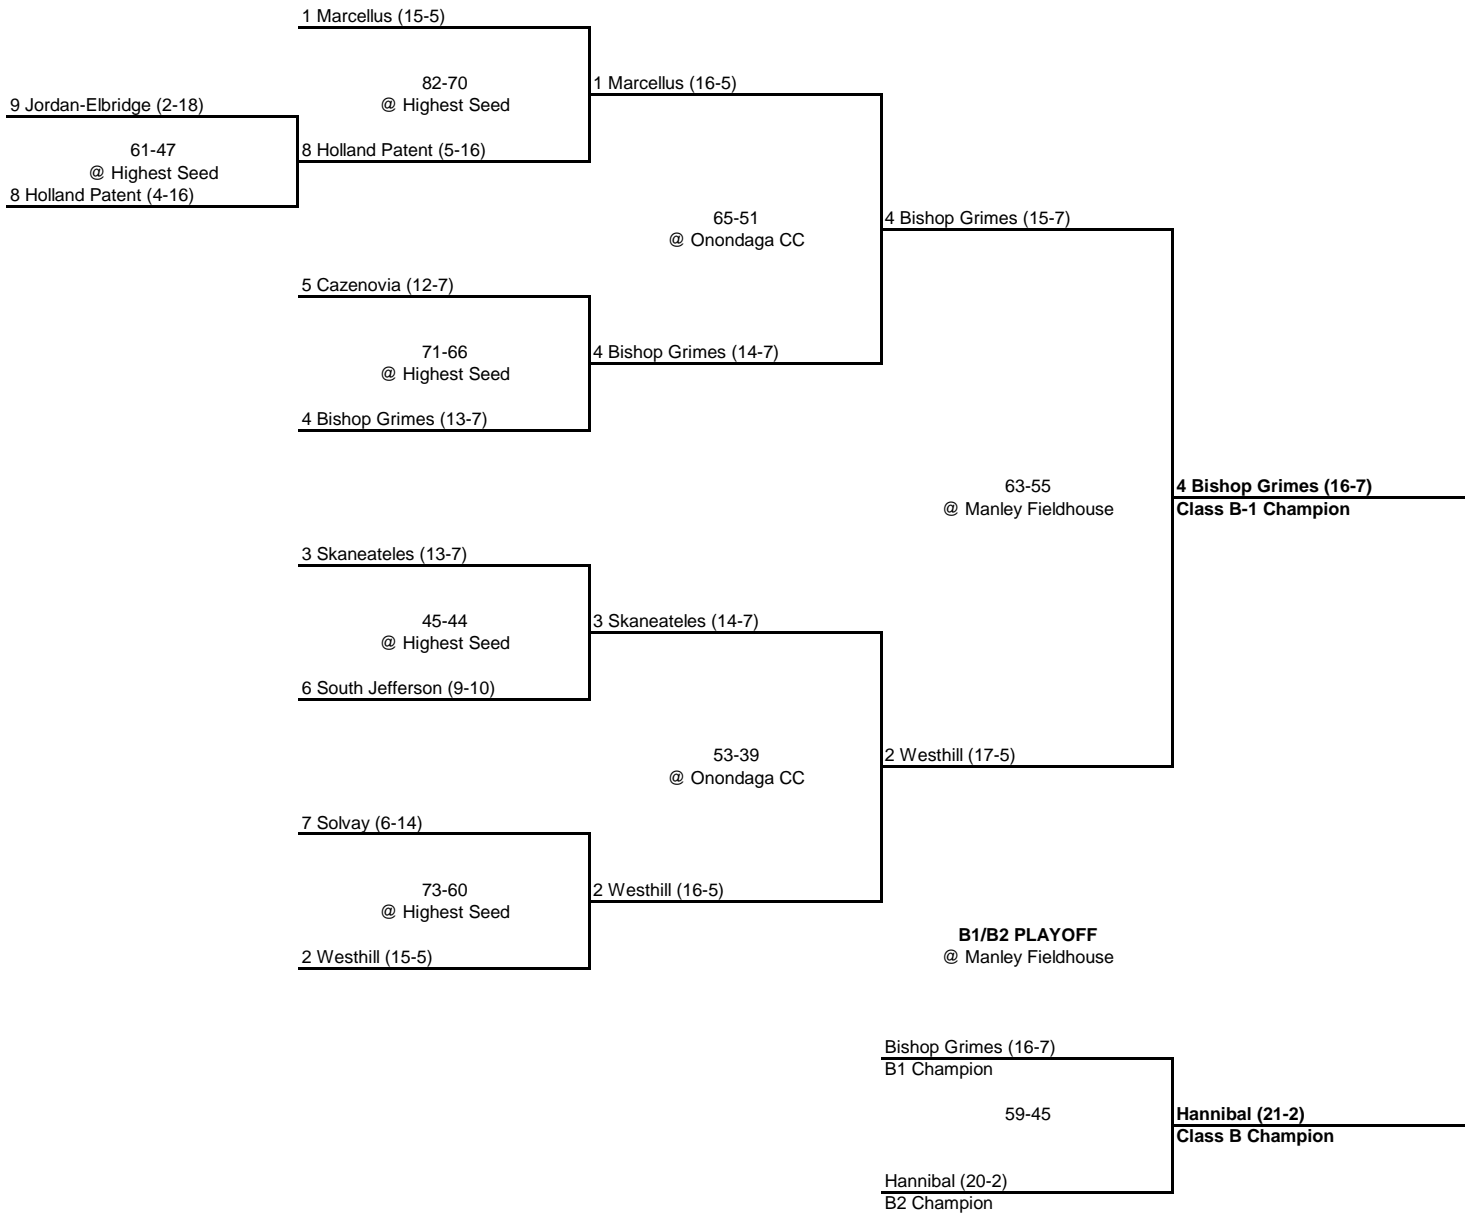 1 Marcellus (15-5)
82-70
@ Highest Seed
1 Marcellus (16-5)
9 Jordan-Elbridge (2-18)
61-47
@ Highest Seed
8 Holland Patent (5-16)
8 Holland Patent (4-16)
65-51
@ Onondaga CC
4 Bishop Grimes (15-7)
5 Cazenovia (12-7)
71-66
@ Highest Seed
4 Bishop Grimes (14-7)
4 Bishop Grimes (13-7)
63-55
@ Manley Fieldhouse
4 Bishop Grimes (16-7)
Class B-1 Champion
3 Skaneateles (13-7)
45-44
@ Highest Seed
3 Skaneateles (14-7)
6 South Jefferson (9-10)
53-39
@ Onondaga CC
2 Westhill (17-5)
7 Solvay (6-14)
73-60
@ Highest Seed
2 Westhill (16-5)
2 Westhill (15-5)
B1/B2 PLAYOFF
@ Manley Fieldhouse
Bishop Grimes (16-7)
B1 Champion
59-45
Hannibal (21-2)
Class B Champion
Hannibal (20-2)
B2 Champion